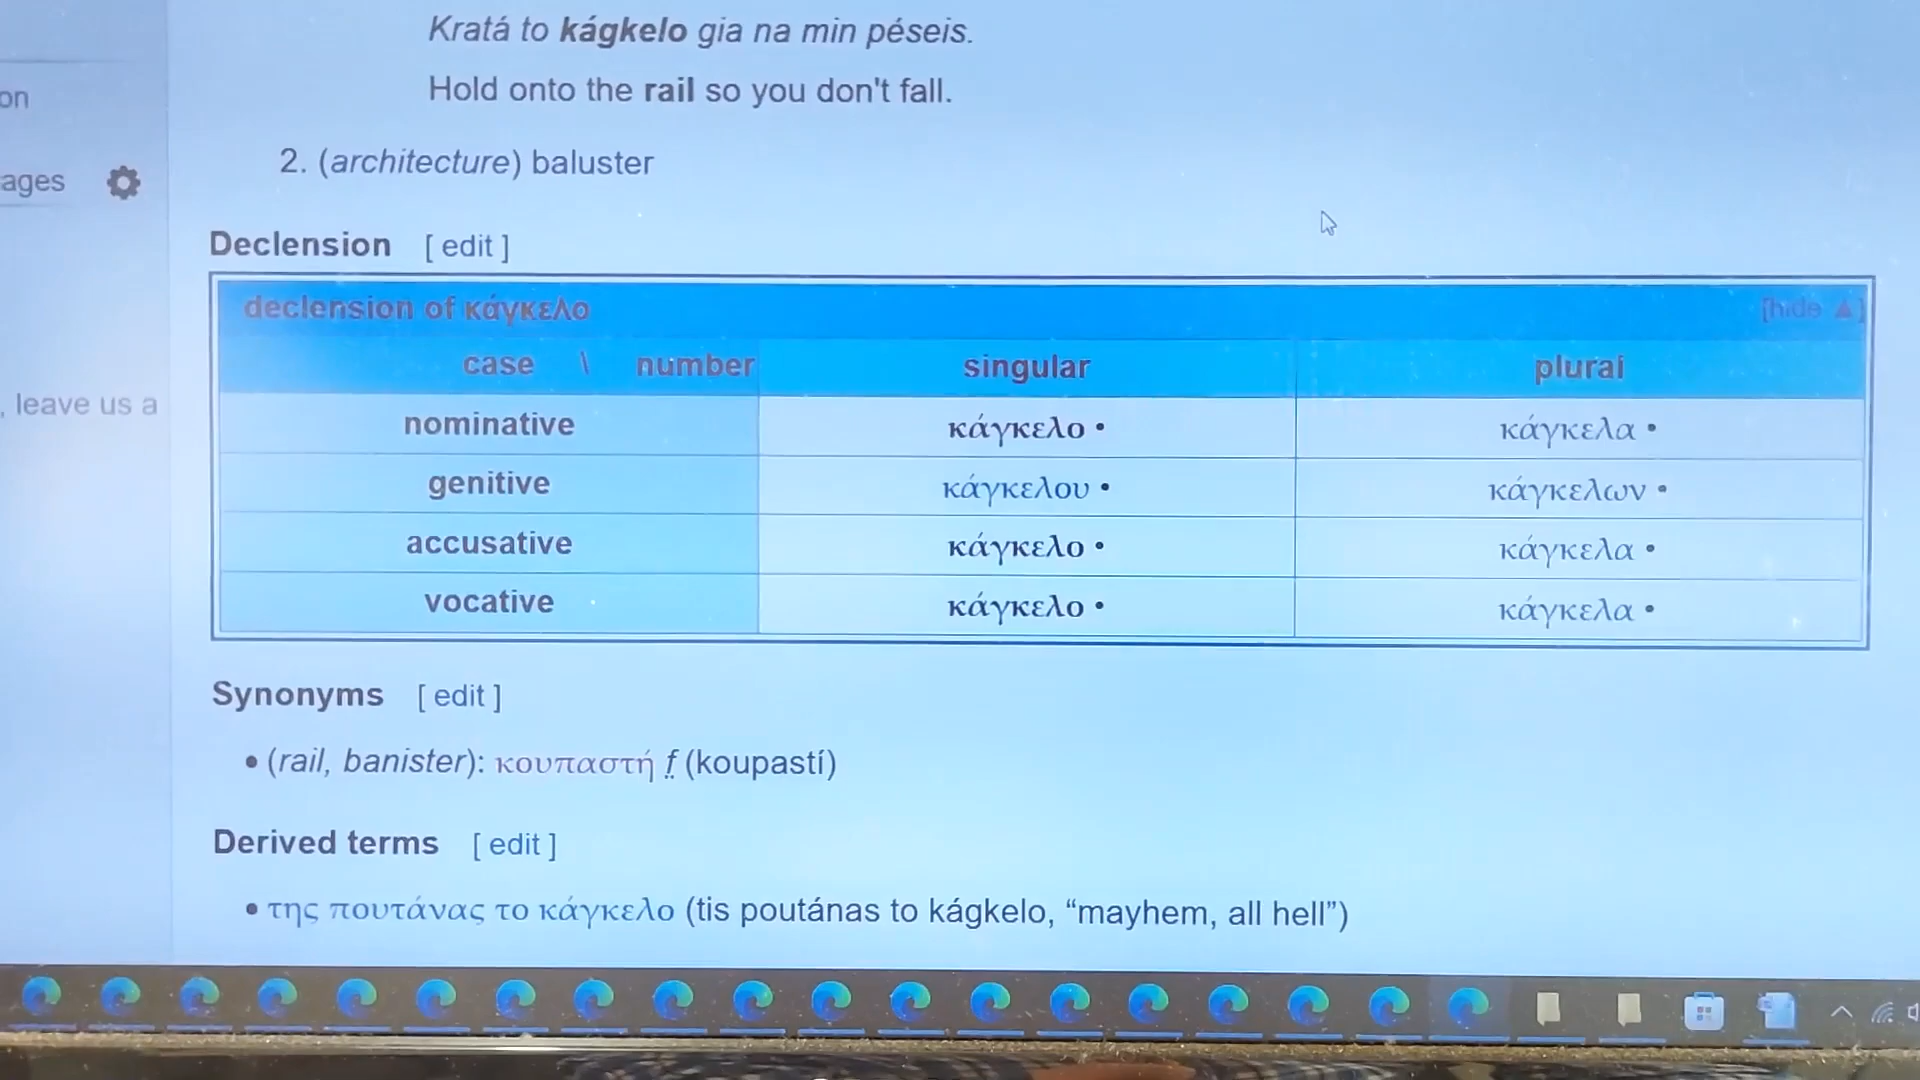 Kratá to kágkelo gia na min péseis.
Hold onto the rail so you don't fall.
on
2. (architecture) baluster
ages
Declension [ edit ]
declension of κάγκελο [hide ▲]
case \ number singular plural
nominative κάγκελο • κάγκελα •
, leave us a
genitive κάγκελου • κάγκελων •
accusative κάγκελο • κάγκελα •
vocative κάγκελο • κάγκελα •
Synonyms [ edit ]
• (rail, banister): κουπαστή f (koupastí)
Derived terms [ edit ]
• της πουτάνας το κάγκελο (tis poutánas to kágkelo, “mayhem, all hell”)